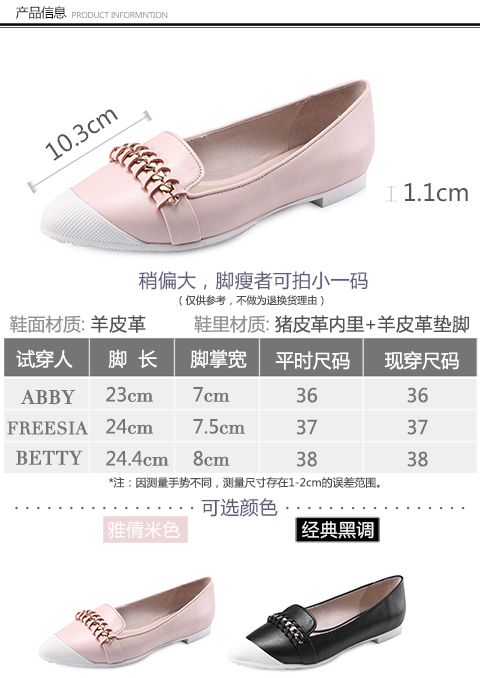 产品信息 PRODUCT INFORMNTION
10.3cm
1.1cm
稍偏大，脚瘦者可拍小一码
（仅供参考，不做为退换货理由）
鞋面材质: 羊皮革 鞋里材质: 猪皮革内里+羊皮革垫脚
试穿人 脚 长 脚掌宽 平时尺码 现穿尺码
ABBY 23cm 7cm 36 36
FREESIA 24cm 7.5cm 37 37
BETTY 24.4cm 8cm 38 38
*注：因测量手势不同，测量尺寸存在1-2cm的误差范围。
可选颜色
雅倩米色 经典黑调